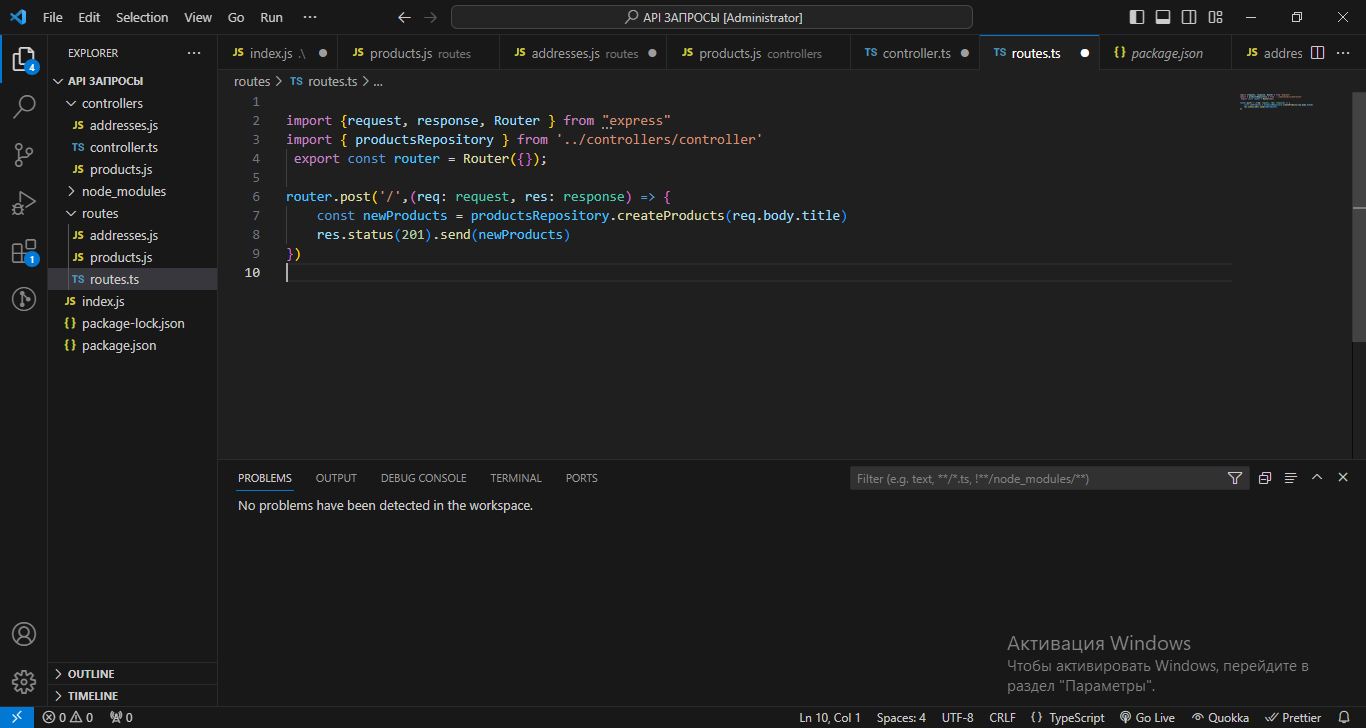 File Edit Selection View Go Run ··· API ЗАПРОСЫ [Administrator]
EXPLORER ···
index.js .\ products.js routes addresses.js routes products.js controllers controller.ts routes.ts package.json addres ···
API ЗАПРОСЫ
controllers
JS addresses.js
TS controller.ts
JS products.js
node_modules
routes
JS addresses.js
JS products.js
TS routes.ts
JS index.js
{} package-lock.json
{} package.json
OUTLINE
TIMELINE
routes > TS routes.ts > ...
1
2 import {request, response, Router } from "express"
3 import { productsRepository } from '../controllers/controller'
4 export const router = Router({});
5
6 router.post('/',(req: request, res: response) => {
7 const newProducts = productsRepository.createProducts(req.body.title)
8 res.status(201).send(newProducts)
9 })
10
PROBLEMS OUTPUT DEBUG CONSOLE TERMINAL PORTS Filter (e.g. text, **/*.ts, !**/node_modules/**)
No problems have been detected in the workspace.
Активация Windows
Чтобы активировать Windows, перейдите в
раздел "Параметры".
4
1
0 0 0 Ln 10, Col 1 Spaces: 4 UTF-8 CRLF {} TypeScript Go Live Quokka Prettier